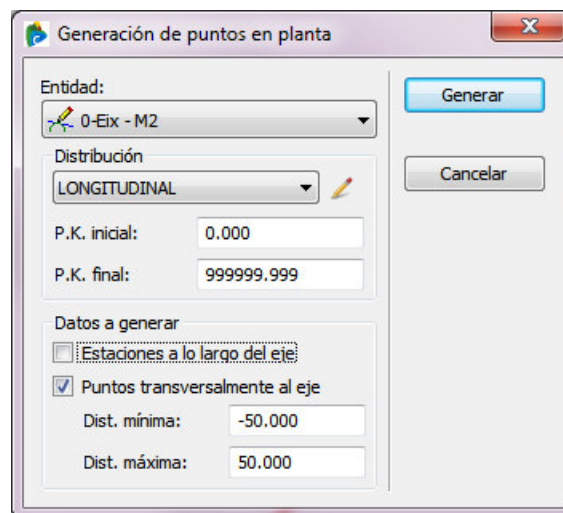 Generación de puntos en planta
Entidad:
0-Eix - M2
Distribución
LONGITUDINAL
P.K. inicial: 0.000
P.K. final: 999999.999
Datos a generar
Estaciones a lo largo del eje
Puntos transversalmente al eje
Dist. mínima: -50.000
Dist. máxima: 50.000
Generar
Cancelar